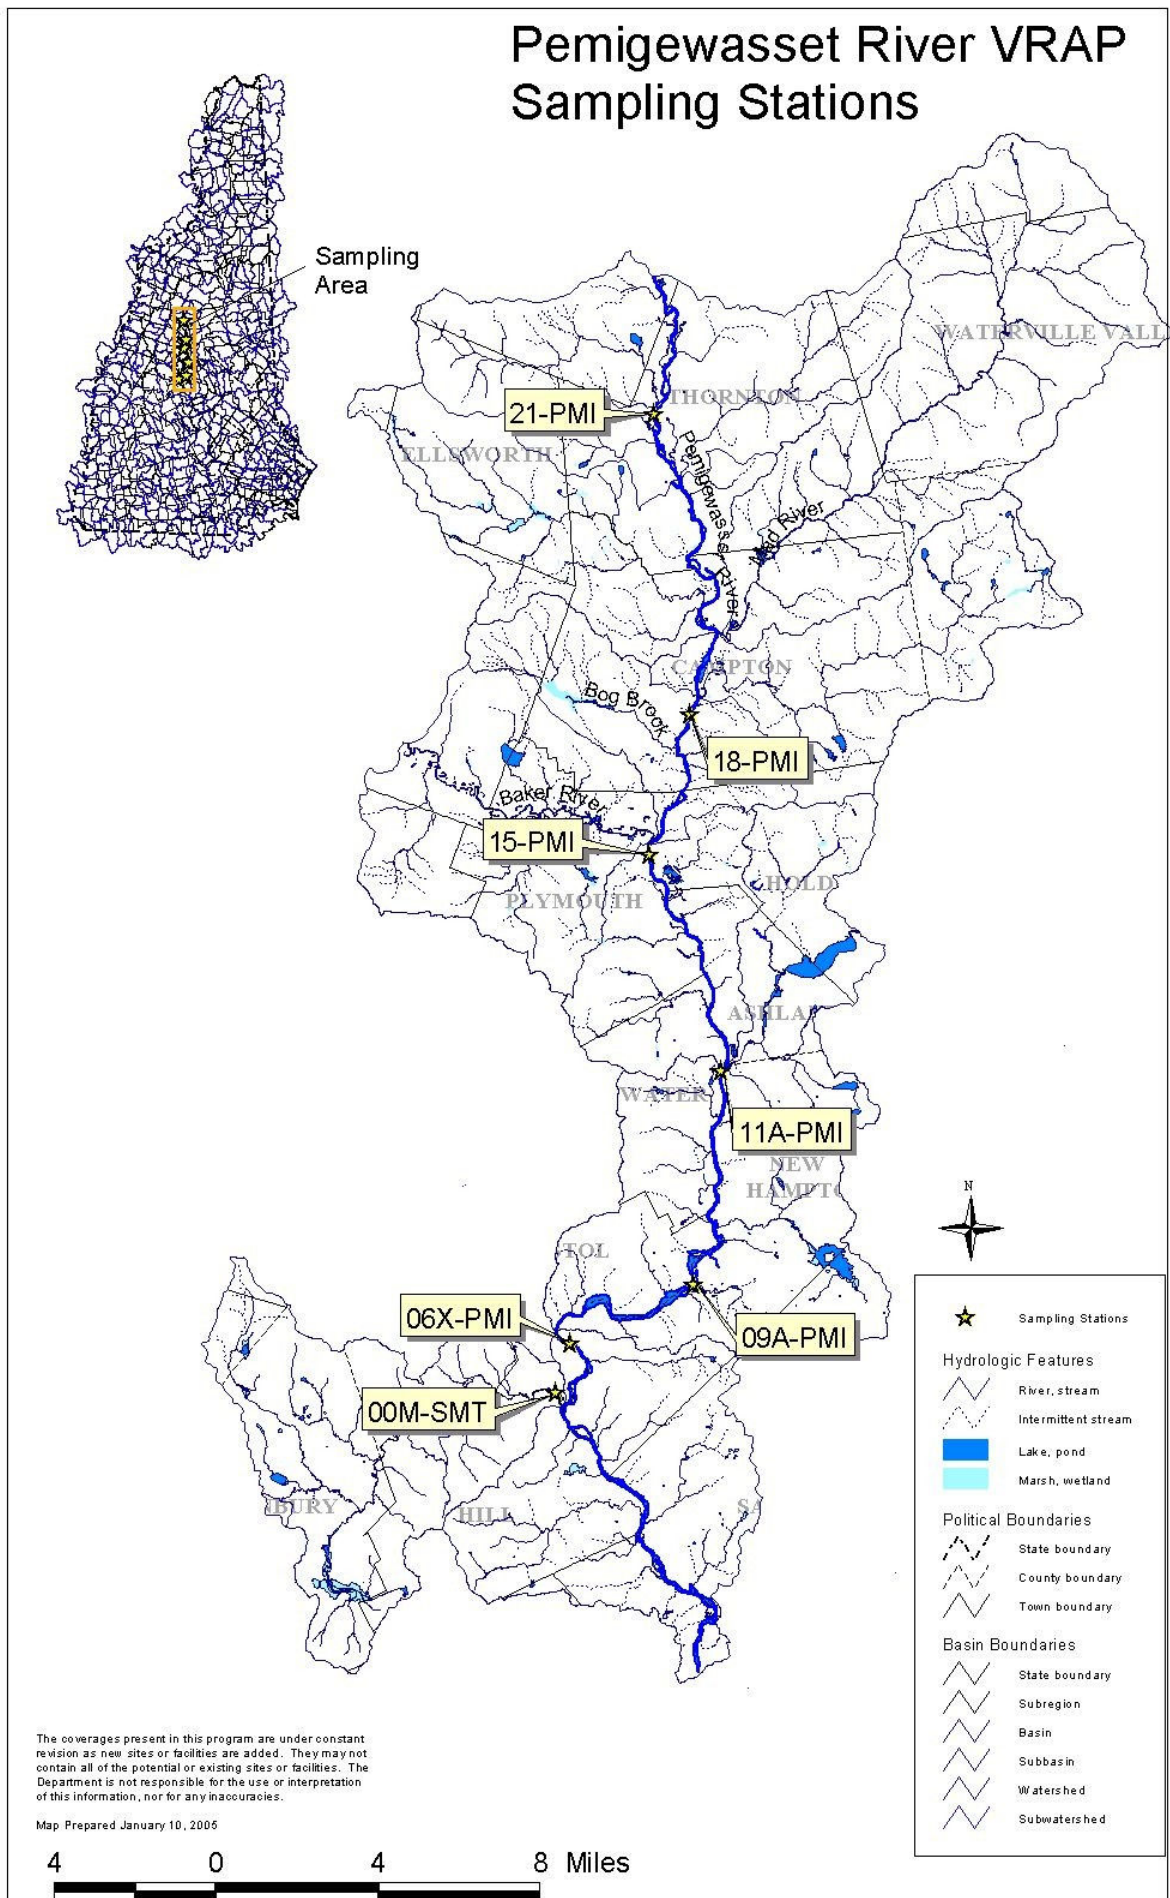 Pemigewasset River VRAP
Sampling Stations
Sampling
Area
WATERVILLE VALL
THORNTON
21-PMI
ELLSWORTH
Pemigewasset River
Mad River
CAMPTON
Bog Brook
18-PMI
Baker River
15-PMI
HOLD
PLYMOUTH
ASHLA
WATER
11A-PMI
NEW
HAMPTO
N
TOL
06X-PMI
09A-PMI
00M-SMT
BURY
HILL
SA
Sampling Stations
Hydrologic Features
River, stream
Intermittent stream
Lake, pond
Marsh, wetland
Political Boundaries
State boundary
County boundary
Town boundary
Basin Boundaries
State boundary
Subregion
Basin
Subbasin
Watershed
Subwatershed
The coverages present in this program are under constant
revision as new sites or facilities are added. They may not
contain all of the potential or existing sites or facilities. The
Department is not responsible for the use or interpretation
of this information, nor for any inaccuracies.
Map Prepared January 10, 2005
4 0 4 8 Miles